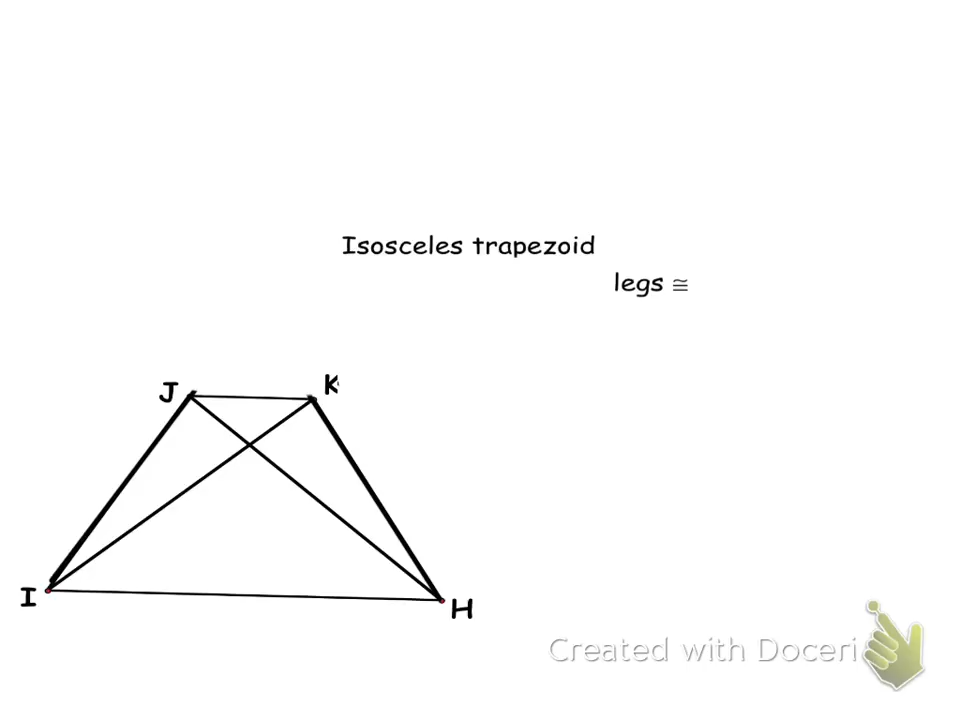 Isosceles trapezoid
legs ≅
J
K
I
H
Created with Doceri